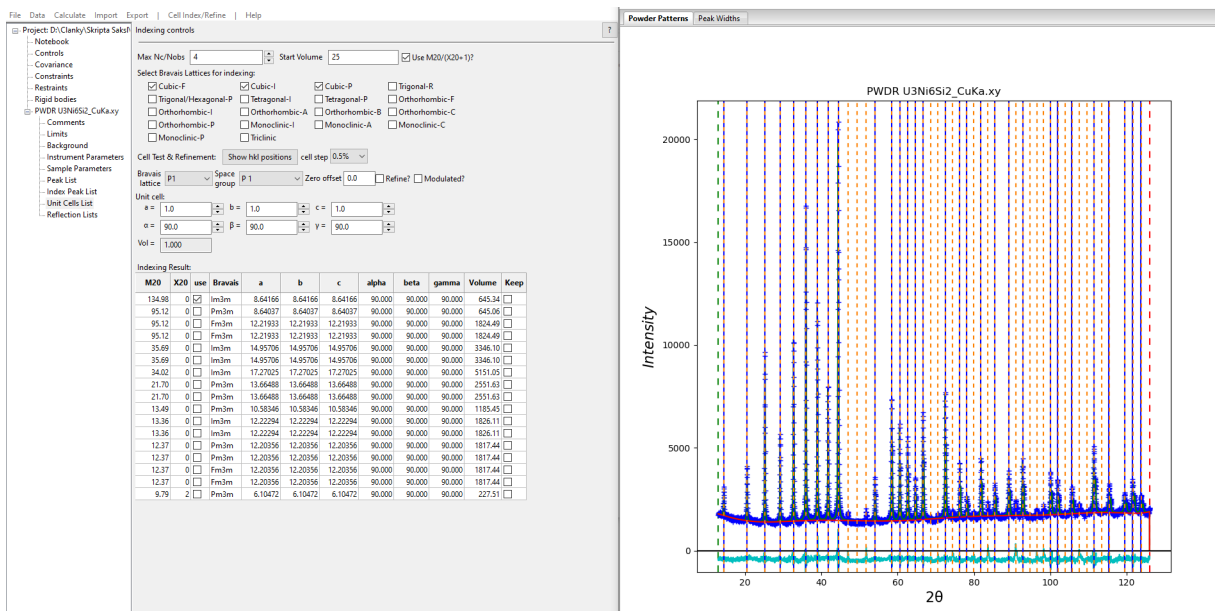 File Data Calculate Import Export | Cell Index/Refine | Help
Project: D:\Clanky\Skripta Saksl\
Notebook
Controls
Covariance
Constraints
Restraints
Rigid bodies
PWDR U3Ni6Si2_CuKa.xy
Comments
Limits
Background
Instrument Parameters
Sample Parameters
Peak List
Index Peak List
Unit Cells List
Reflection Lists
Indexing controls ?
Max Nc/Nobs 4 Start Volume 25 Use M20/(X20+1)?
Select Bravais Lattices for indexing:
Cubic-F Cubic-I Cubic-P Trigonal-R
Trigonal/Hexagonal-P Tetragonal-I Tetragonal-P Orthorhombic-F
Orthorhombic-I Orthorhombic-A Orthorhombic-B Orthorhombic-C
Orthorhombic-P Monoclinic-I Monoclinic-A Monoclinic-C
Monoclinic-P Triclinic
Cell Test & Refinement: Show hkl positions cell step 0.5%
Bravais lattice P1 Space group P 1 Zero offset 0.0 Refine? Modulated?
Unit cell:
a = 1.0 b = 1.0 c = 1.0
α = 90.0 β = 90.0 γ = 90.0
Vol = 1.000
Indexing Result:
M20 X20 use Bravais a b c alpha beta gamma Volume Keep
134.98 0 Im3m 8.64166 8.64166 8.64166 90.000 90.000 90.000 645.34
95.12 0 Pm3m 8.64037 8.64037 8.64037 90.000 90.000 90.000 645.06
95.12 0 Fm3m 12.21933 12.21933 12.21933 90.000 90.000 90.000 1824.49
95.12 0 Fm3m 12.21933 12.21933 12.21933 90.000 90.000 90.000 1824.49
35.69 0 Im3m 14.95706 14.95706 14.95706 90.000 90.000 90.000 3346.10
35.69 0 Im3m 14.95706 14.95706 14.95706 90.000 90.000 90.000 3346.10
34.02 0 Im3m 17.27025 17.27025 17.27025 90.000 90.000 90.000 5151.05
21.70 0 Pm3m 13.66488 13.66488 13.66488 90.000 90.000 90.000 2551.63
21.70 0 Pm3m 13.66488 13.66488 13.66488 90.000 90.000 90.000 2551.63
13.49 0 Pm3m 10.58346 10.58346 10.58346 90.000 90.000 90.000 1185.45
13.36 0 Im3m 12.22294 12.22294 12.22294 90.000 90.000 90.000 1826.11
13.36 0 Im3m 12.22294 12.22294 12.22294 90.000 90.000 90.000 1826.11
12.37 0 Pm3m 12.20356 12.20356 12.20356 90.000 90.000 90.000 1817.44
12.37 0 Pm3m 12.20356 12.20356 12.20356 90.000 90.000 90.000 1817.44
12.37 0 Fm3m 12.20356 12.20356 12.20356 90.000 90.000 90.000 1817.44
12.37 0 Fm3m 12.20356 12.20356 12.20356 90.000 90.000 90.000 1817.44
9.79 2 Pm3m 6.10472 6.10472 6.10472 90.000 90.000 90.000 227.51
Powder Patterns Peak Widths
PWDR U3Ni6Si2_CuKa.xy
20000
15000
10000
5000
0
Intensity
20 40 60 80 100 120
2θ